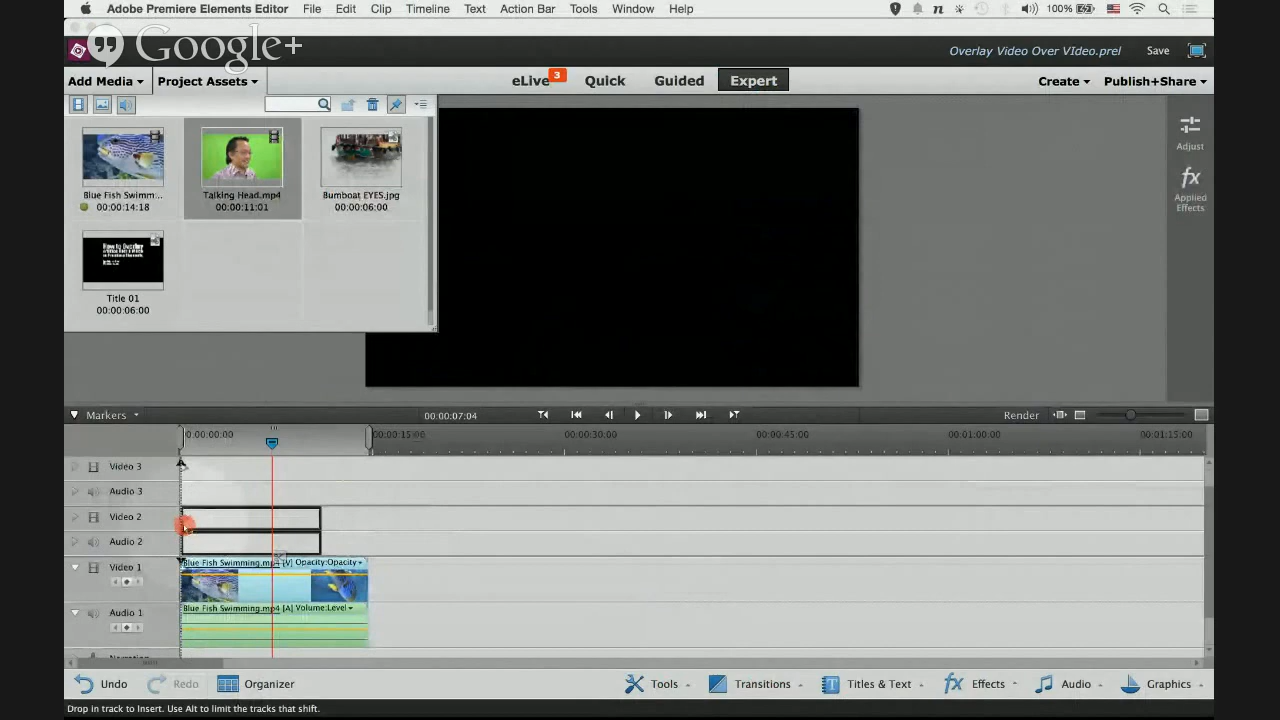 Adobe Premiere Elements Editor File Edit Clip Timeline Text Action Bar Tools Window Help 100%
Google+
Overlay Video Over VIdeo.prel Save
Add Media Project Assets eLive 3 Quick Guided Expert Create Publish+Share
Adjust
fx
Applied
Effects
Blue Fish Swimm... Talking Head.mp4 Bumboat EYES.jpg
00:00:14:18 00:00:11:01 00:00:06:00
How to Overlay
Title 01
00:00:06:00
Markers 00:00:07:04 Render
00:00:00:00 00:00:15:00 00:00:30:00 00:00:45:00 00:01:00:00 00:01:15:00
Video 3
Audio 3
Video 2
Audio 2
Video 1 Blue Fish Swimming.mp4 [V] Opacity:Opacity
Audio 1 Blue Fish Swimming.mp4 [A] Volume:Level
Narration
Undo Redo Organizer Tools Transitions Titles & Text fx Effects Audio Graphics
Drop in track to Insert. Use Alt to limit the tracks that shift.